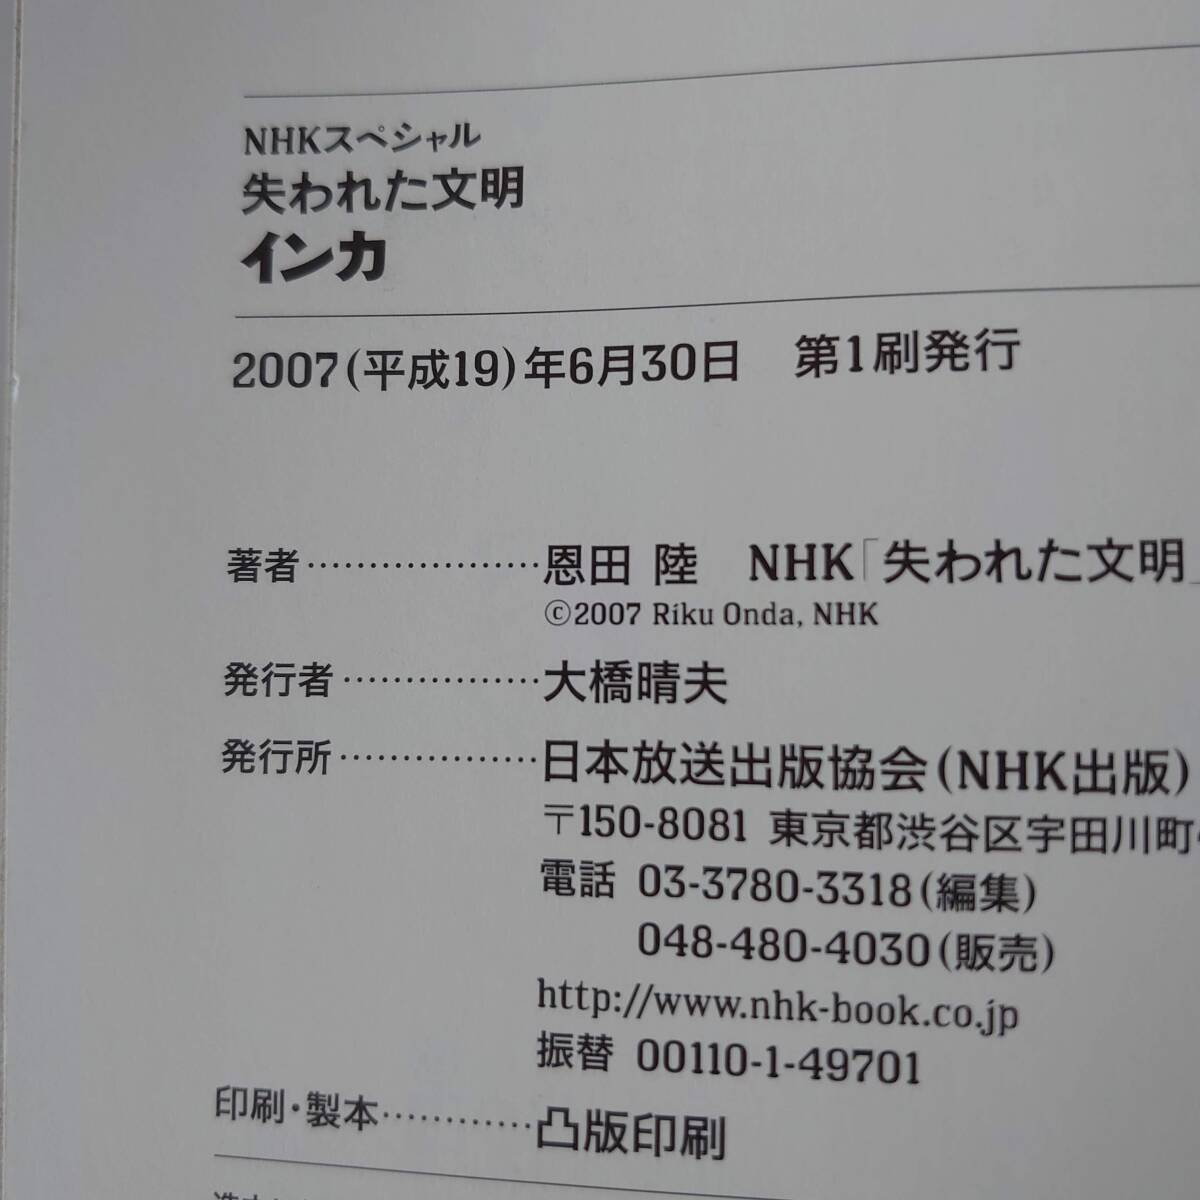 NHKスペシャル
失われた文明
インカ
2007(平成19)年6月30日 第1刷発行
著者…………………恩田 陸 NHK「失われた文明」
©2007 Riku Onda, NHK
発行者………………大橋晴夫
発行所………………日本放送出版協会(NHK出版)
〒150-8081 東京都渋谷区宇田川町
電話 03-3780-3318(編集)
048-480-4030(販売)
http://www.nhk-book.co.jp
振替 00110-1-49701
印刷・製本…………凸版印刷